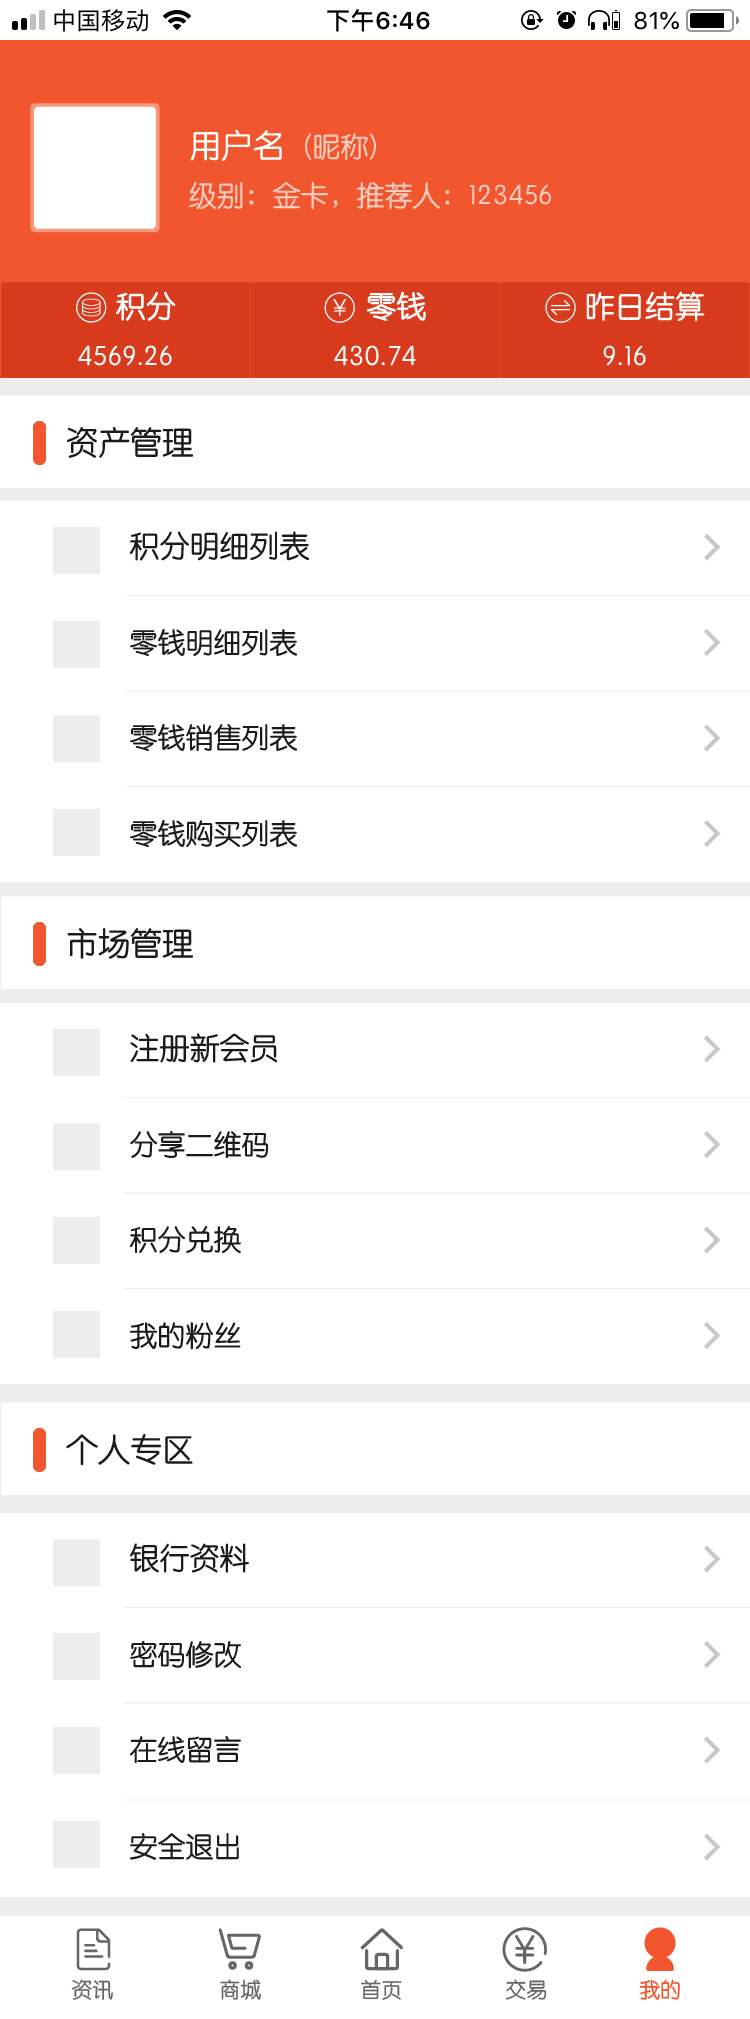 中国移动 下午6:46 81%
用户名（昵称）
级别：金卡，推荐人：123456
积分 零钱 昨日结算
4569.26 430.74 9.16
资产管理
积分明细列表
零钱明细列表
零钱销售列表
零钱购买列表
市场管理
注册新会员
分享二维码
积分兑换
我的粉丝
个人专区
银行资料
密码修改
在线留言
安全退出
资讯 商城 首页 交易 我的